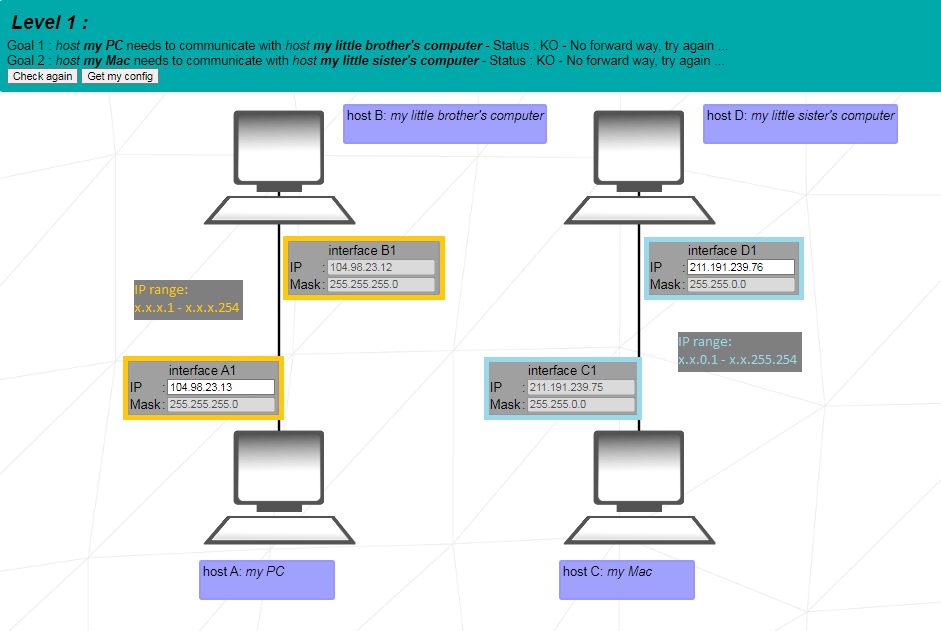 Level 1 :
Goal 1 : host my PC needs to communicate with host my little brother's computer - Status : KO - No forward way, try again ...
Goal 2 : host my Mac needs to communicate with host my little sister's computer - Status : KO - No forward way, try again ...
Check again Get my config
host B: my little brother's computer
host D: my little sister's computer
interface B1
IP : 104.98.23.12
Mask : 255.255.255.0
interface D1
IP : 211.191.239.76
Mask : 255.255.0.0
IP range:
x.x.x.1 - x.x.x.254
IP range:
x.x.0.1 - x.x.255.254
interface A1
IP : 104.98.23.13
Mask : 255.255.255.0
interface C1
IP : 211.191.239.75
Mask : 255.255.0.0
host A: my PC
host C: my Mac